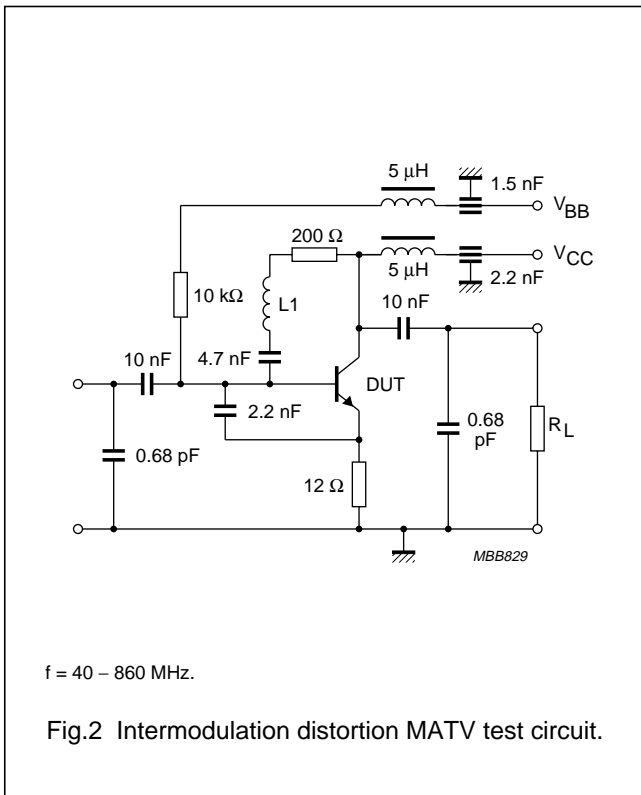 5 μH
1.5 nF
V_BB
200 Ω
V_CC
5 μH
2.2 nF
10 kΩ
L1
10 nF
10 nF
4.7 nF
DUT
2.2 nF
0.68
pF
R_L
0.68 pF
12 Ω
MBB829
f = 40 – 860 MHz.
Fig.2 Intermodulation distortion MATV test circuit.